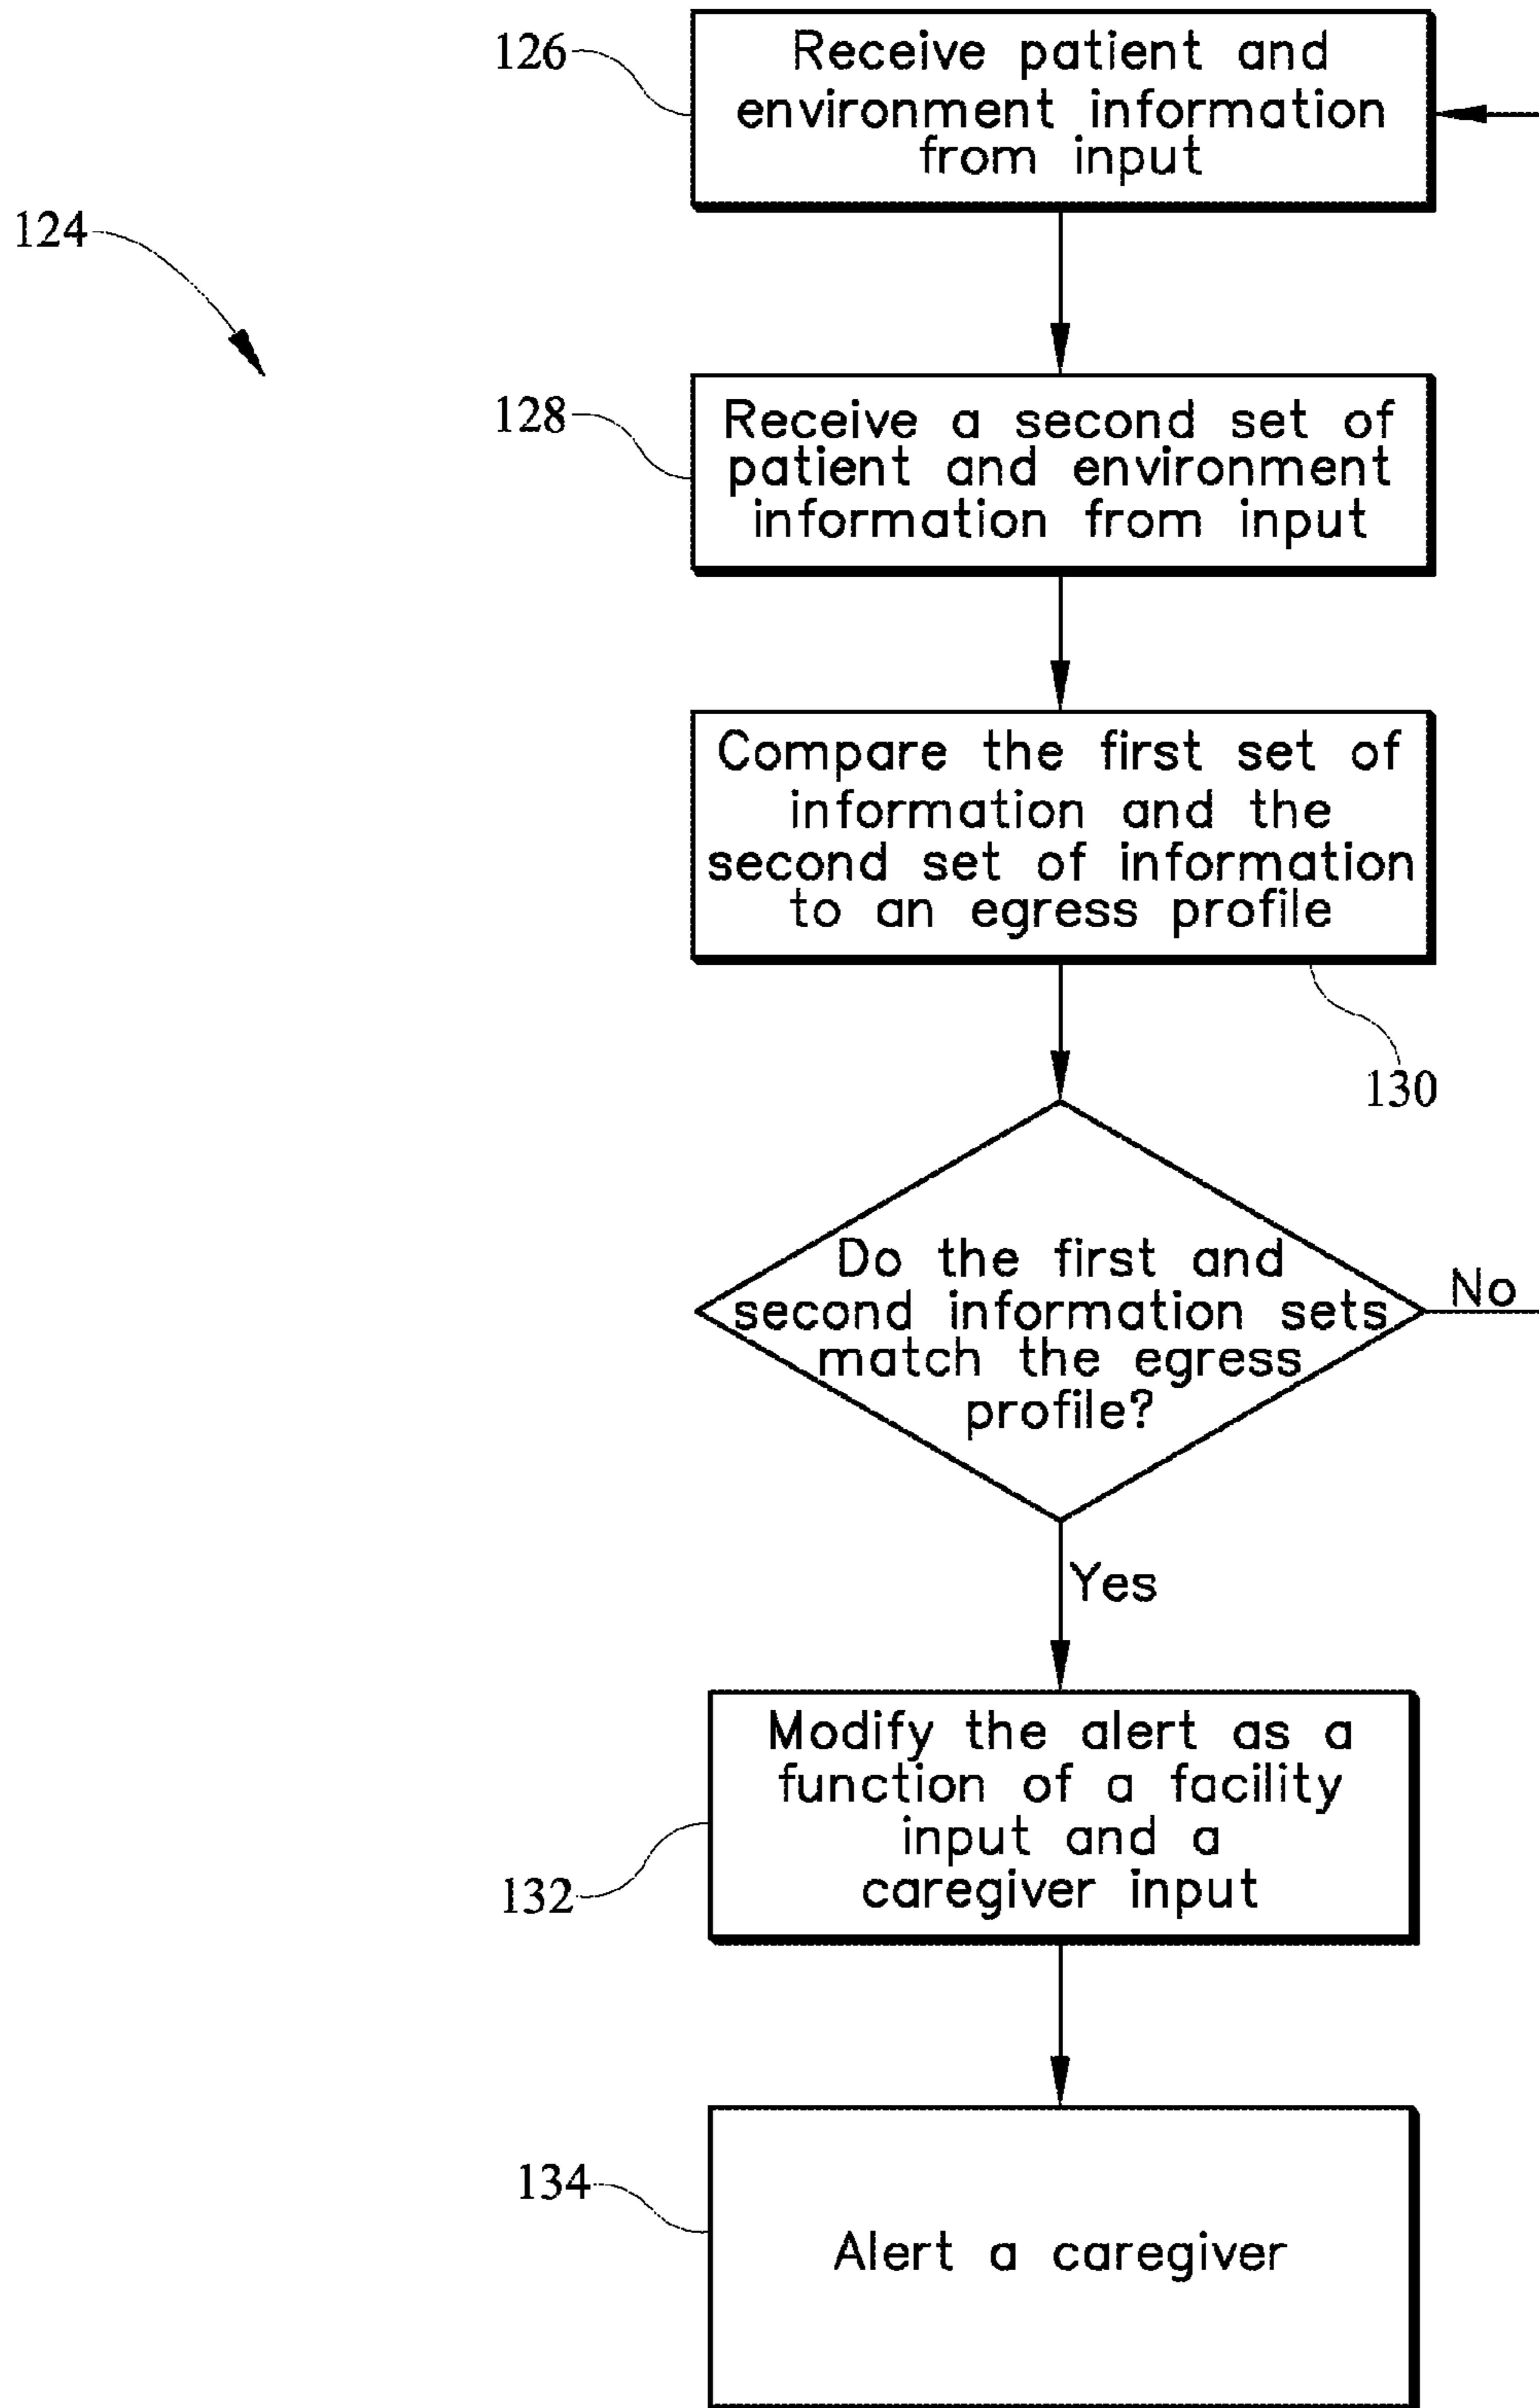 126
Receive patient and
environment information
from input
124
128
Receive a second set of
patient and environment
information from input
Compare the first set of
information and the
second set of information
to an egress profile
130
Do the first and
second information sets
match the egress
profile?
No
Yes
Modify the alert as a
function of a facility
input and a
caregiver input
132
134
Alert a caregiver